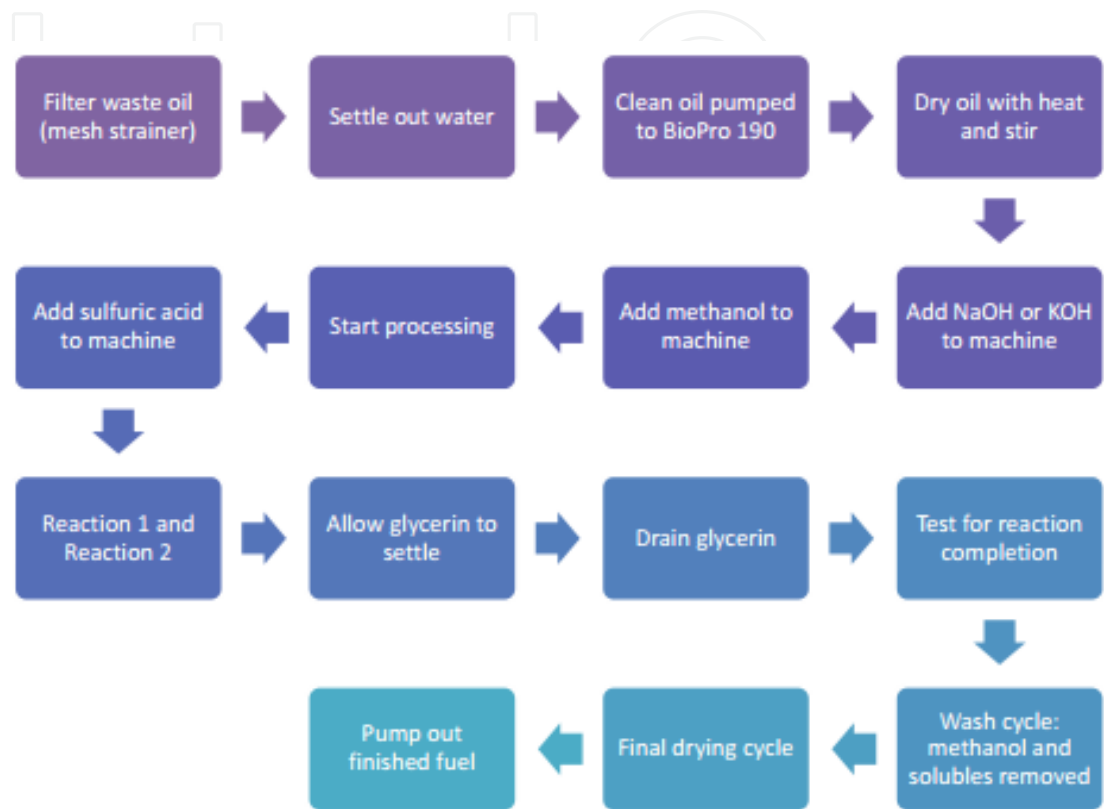 Filter waste oil
(mesh strainer)
Settle out water
Clean oil pumped
to BioPro 190
Dry oil with heat
and stir
Add NaOH or KOH
to machine
Add methanol to
machine
Start processing
Add sulfuric acid
to machine
Reaction 1 and
Reaction 2
Allow glycerin to
settle
Drain glycerin
Test for reaction
completion
Wash cycle:
methanol and
solubles removed
Final drying cycle
Pump out
finished fuel